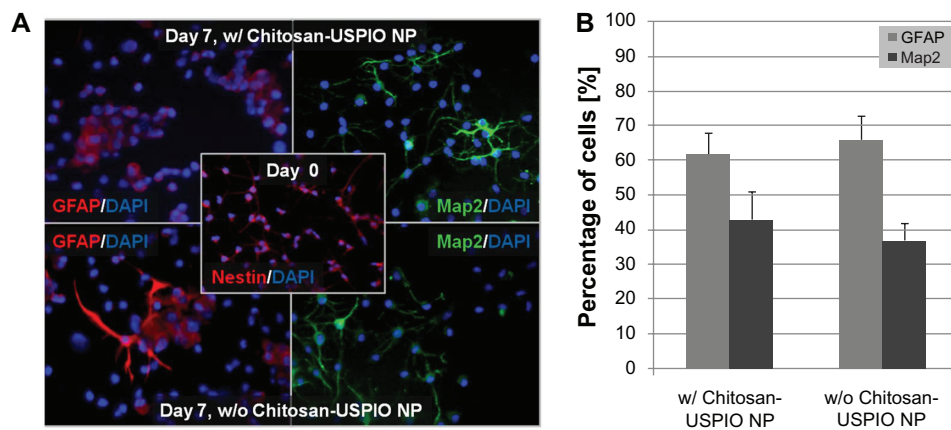 A
Day 7, w/ Chitosan-USPIO NP
GFAP/DAPI
Map2/DAPI
Day 0
Nestin/DAPI
GFAP/DAPI
Map2/DAPI
Day 7, w/o Chitosan-USPIO NP
B
Percentage of cells [%]
100
90
80
70
60
50
40
30
20
10
0
GFAP
Map2
w/ Chitosan-
USPIO NP
w/o Chitosan-
USPIO NP